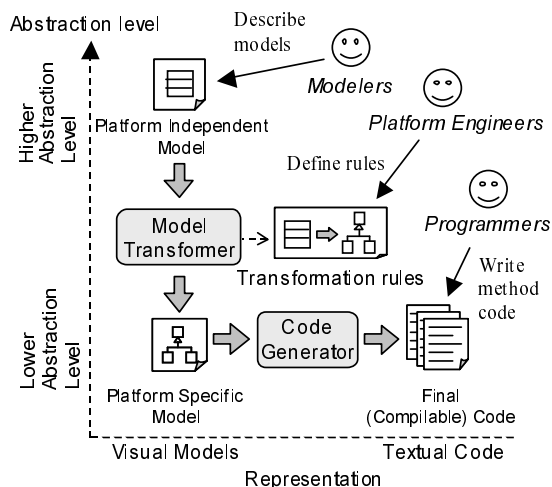 Abstraction level
Describe
models
Modelers
Platform Independent
Model
Higher
Abstraction
Level
Platform Engineers
Define rules
Model
Transformer
Transformation rules
Programmers
Write
method
code
Code
Generator
Lower
Abstraction
Level
Platform Specific
Model
Final
(Compilable) Code
Visual Models
Textual Code
Representation